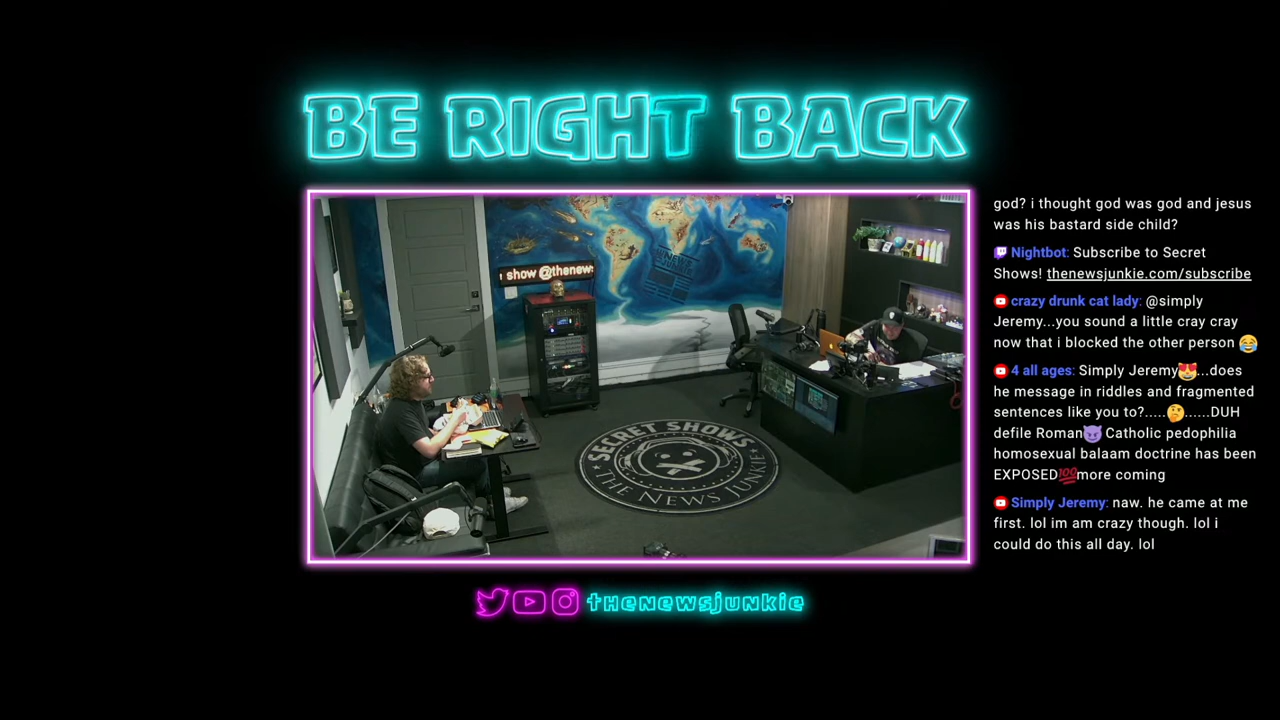 BE RIGHT BACK
god? i thought god was god and jesus
was his bastard side child?
Nightbot: Subscribe to Secret
Shows! thenewsjunkie.com/subscribe
crazy drunk cat lady: @simply
Jeremy...you sound a little cray cray
now that i blocked the other person 😂
4 all ages: Simply Jeremy😻...does
he message in riddles and fragmented
sentences like you to?.....🤔......DUH
defile Roman😈 Catholic pedophilia
homosexual balaam doctrine has been
EXPOSED💯more coming
Simply Jeremy: naw. he came at me
first. lol im am crazy though. lol i
could do this all day. lol
show @thenews
SECRET SHOWS
THE NEWS JUNKIE
thenewsjunkie